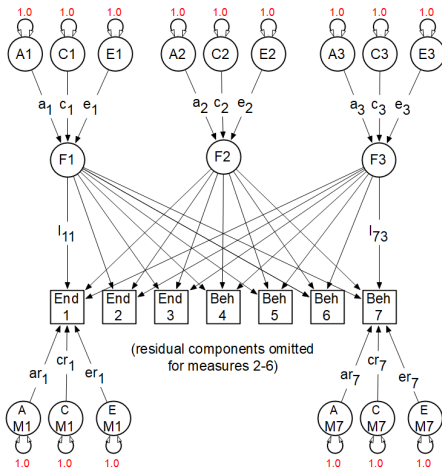 1.0 1.0 1.0 1.0 1.0 1.0 1.0 1.0 1.0
A1 C1 E1 A2 C2 E2 A3 C3 E3
a1 c1 e1 a2 c2 e2 a3 c3 e3
F1 F2 F3
l11 l73
End End End Beh Beh Beh Beh
1 2 3 4 5 6 7
(residual components omitted
for measures 2-6)
ar1 cr1 er1 ar7 cr7 er7
A C E A C E
M1 M1 M1 M7 M7 M7
1.0 1.0 1.0 1.0 1.0 1.0